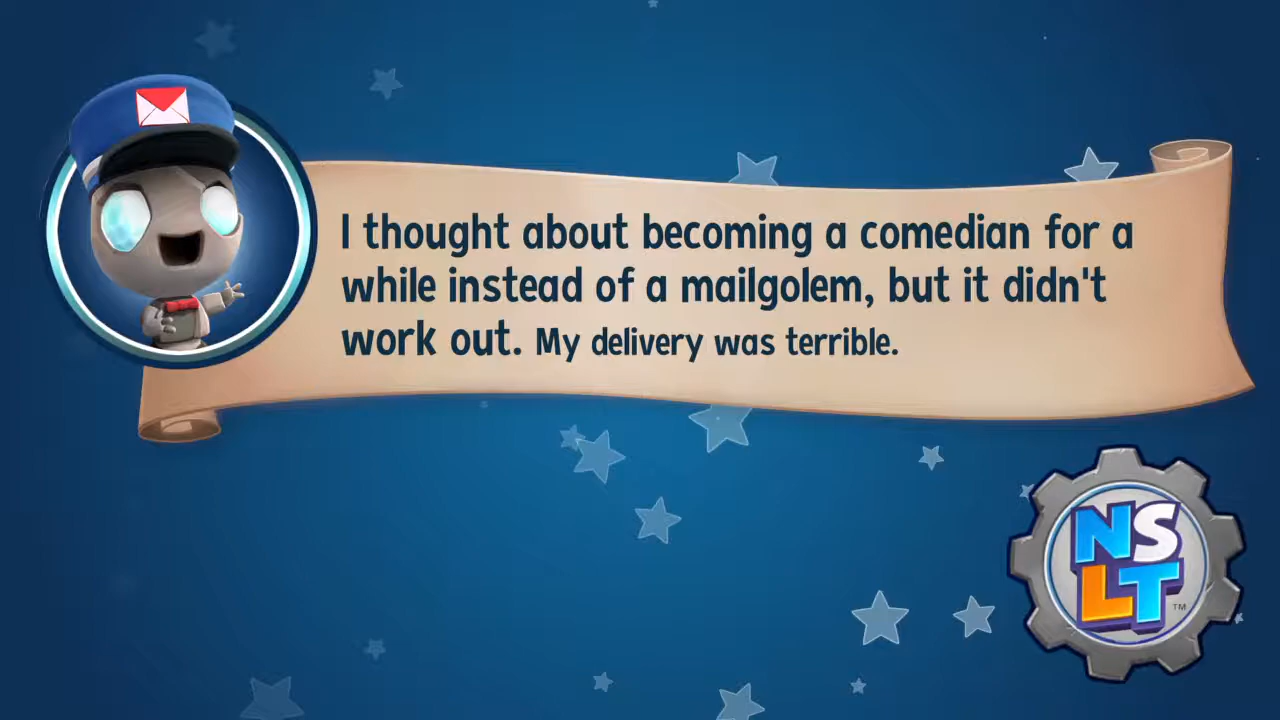 I thought about becoming a comedian for a
while instead of a mailgolem, but it didn't
work out. My delivery was terrible.
NS
LT
TM